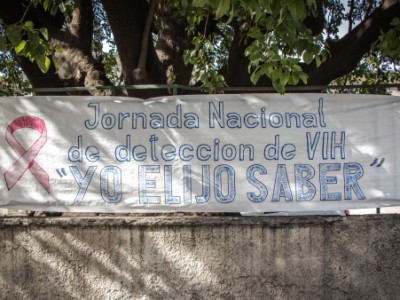 Jornada Nacional
de deteccion de VIH
"YO ELIJO SABER"